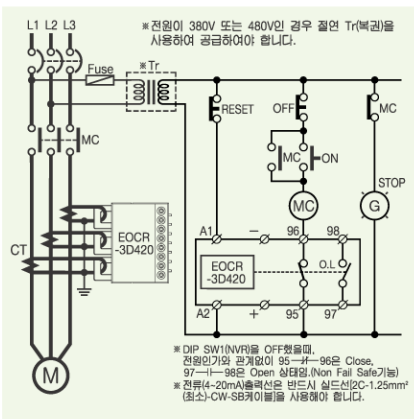 L1 L2 L3
※전원이 380V 또는 480V인 경우 절연 Tr(복권)을
사용하여 공급하여야 합니다.
Fuse
※Tr
RESET
OFF
MC
MC
MC
ON
STOP
MC
G
A1
−
96
98
CT
EOCR
-3D420
EOCR
-3D420
O.L
A2
+
95
97
M
※DIP SW1(NVR)을 OFF했을때,
전원인가와 관계없이 95 96은 Close,
97 98은 Open 상태임.(Non Fail Safe기능)
※전류(4~20mA)출력선은 반드시 실드선[2C-1.25mm²
(최소)-CW-SB케이블]을 사용해야 합니다.